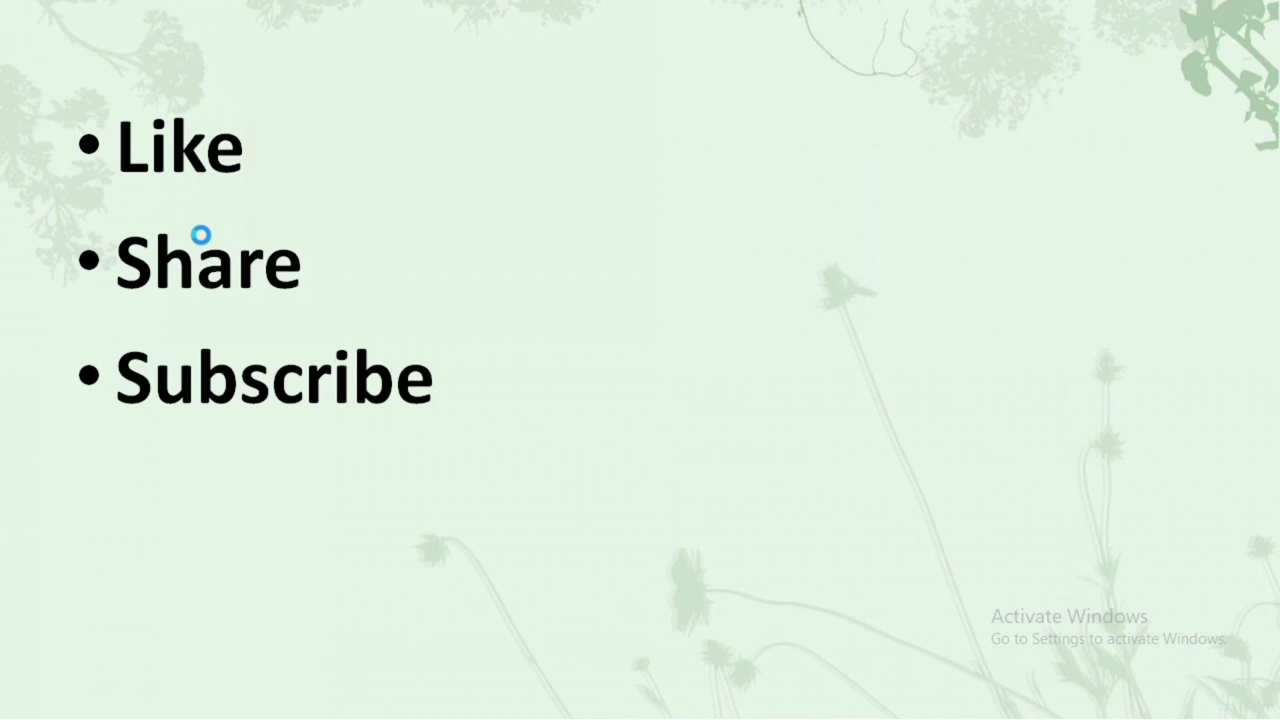 • Like
• Share
• Subscribe
Activate Windows
Go to Settings to activate Windows.